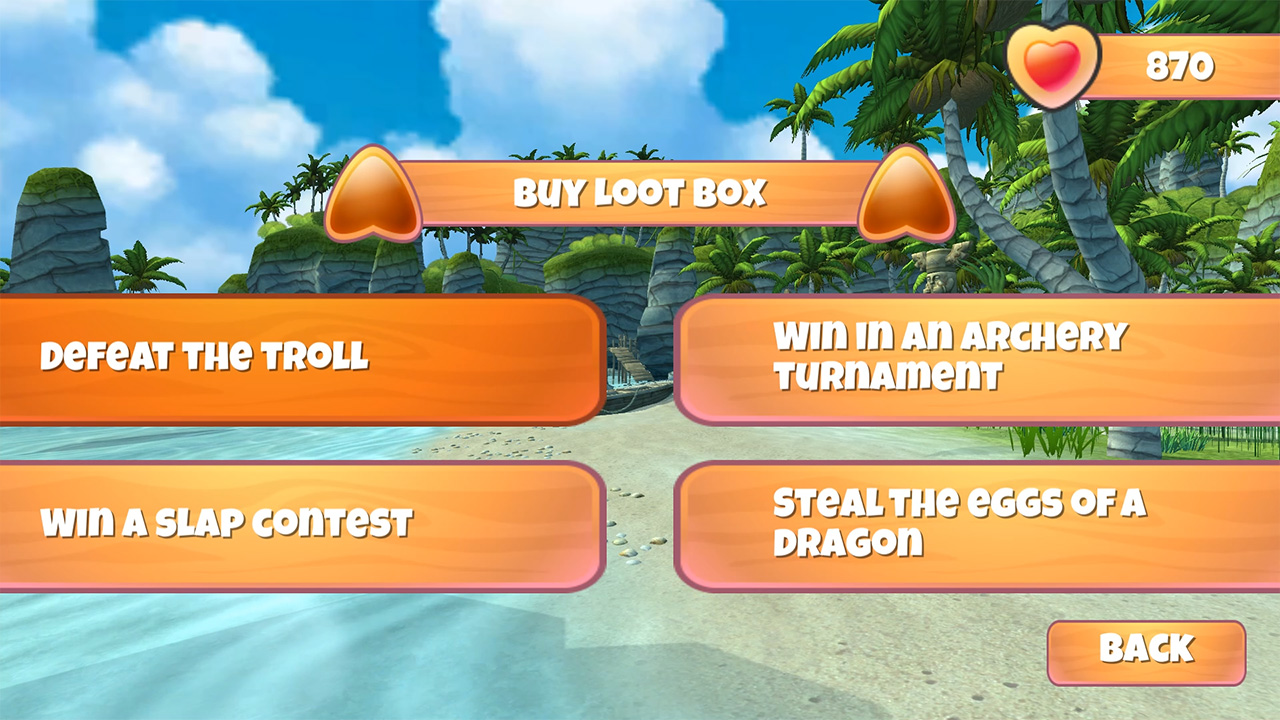 870
BUY LOOT BOX
DEFEAT THE TROLL
WIN IN AN ARCHERY
TURNAMENT
WIN A SLAP CONTEST
STEAL THE EGGS OF A
DRAGON
BACK